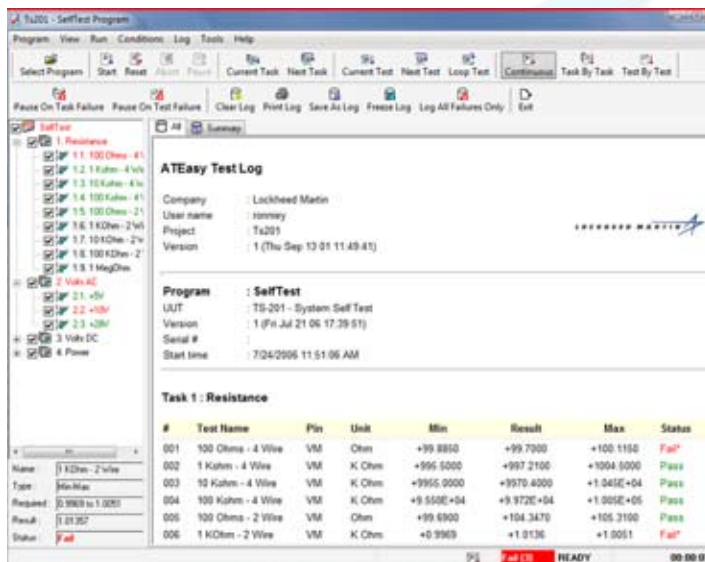 Ts201 - SelfTest Program
Program View Run Conditions Log Tools Help
Select Program Start Reset Abort Pause Current Task Next Task Current Test Next Test Loop Test Continuous Task By Task Test By Test
Pause On Task Failure Pause On Test Failure Clear Log Print Log Save As Log Freeze Log Log All Failures Only Exit
SelfTest
1. Resistance
1.1. 100 Ohms - 4 W
1.2. 1 Kohm - 4 Wir
1.3. 10 Kohm - 4 W
1.4. 100 Kohm - 4 W
1.5. 100 Ohms - 2 W
1.6. 1 KOhm - 2 Wi
1.7. 10 KOhm - 2 W
1.8. 100 KOhm - 2
1.9. 1 MegOhm
2. Volts AC
2.1. +5V
2.2. +10V
2.3. +28V
3. Volts DC
4. Power
Name : 1 KOhm - 2 Wire
Type : Min-Max
Required : 0.9969 to 1.0051
Result : 1.01357
Status : Fail
All Summary
ATEasy Test Log
Company : Lockheed Martin
User name : ronniey
Project : Ts201
Version : 1 (Thu Sep 13 01 11:49:41)
LOCKHEED MARTIN
Program : SelfTest
UUT : TS-201 - System Self Test
Version : 1 (Fri Jul 21 06 17:39:51)
Serial # :
Start time : 7/24/2006 11:51:06 AM
Task 1 : Resistance
# Test Name Pin Unit Min Result Max Status
001 100 Ohms - 4 Wire VM Ohm +99.8850 +99.7000 +100.1150 Fail*
002 1 Kohm - 4 Wire VM K Ohm +995.5000 +997.2100 +1004.5000 Pass
003 10 Kohm - 4 Wire VM K Ohm +9955.0000 +9970.4000 +1.045E+04 Pass
004 100 Kohm - 4 Wire VM K Ohm +9.550E+04 +9.972E+04 +1.005E+05 Pass
005 100 Ohms - 2 Wire VM Ohm +99.6900 +104.3470 +105.3100 Pass
006 1 KOhm - 2 Wire VM K Ohm +0.9969 +1.0136 +1.0051 Fail*
Fail (3) READY 00:00:0